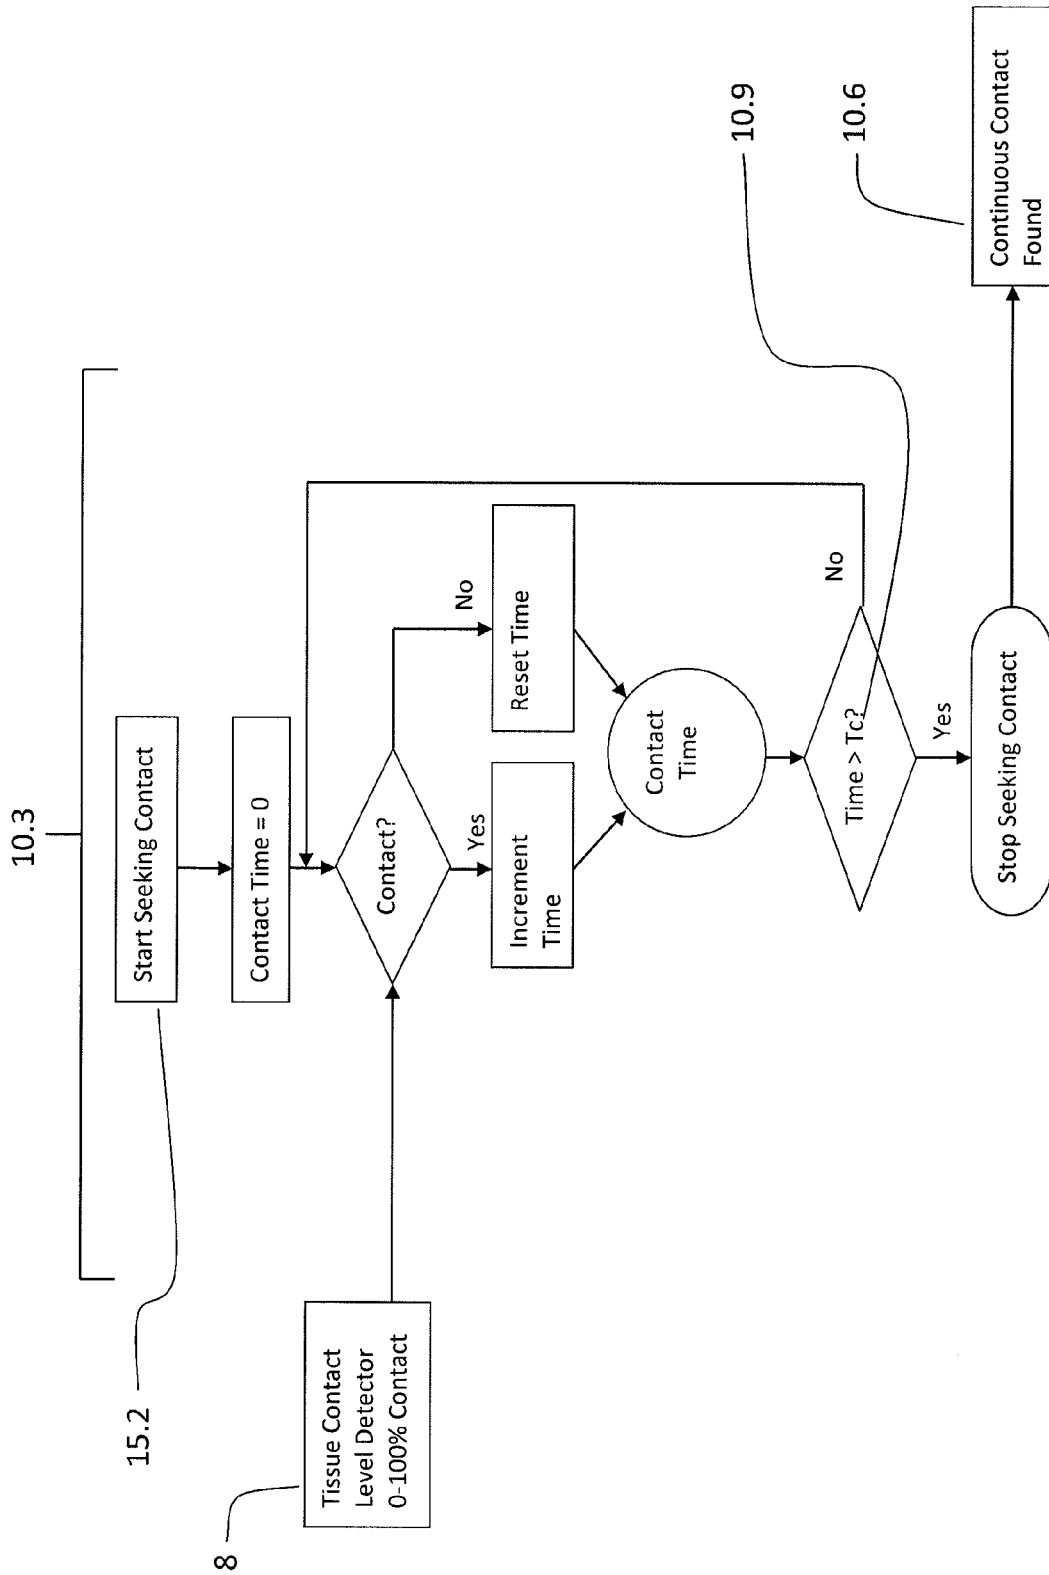 10.3
15.2
Start Seeking Contact
Contact Time = 0
8
Tissue Contact
Level Detector
0-100% Contact
Contact?
Yes
No
Increment
Time
Reset Time
Contact
Time
Time > Tc?
No
Yes
10.9
Stop Seeking Contact
10.6
Continuous Contact
Found